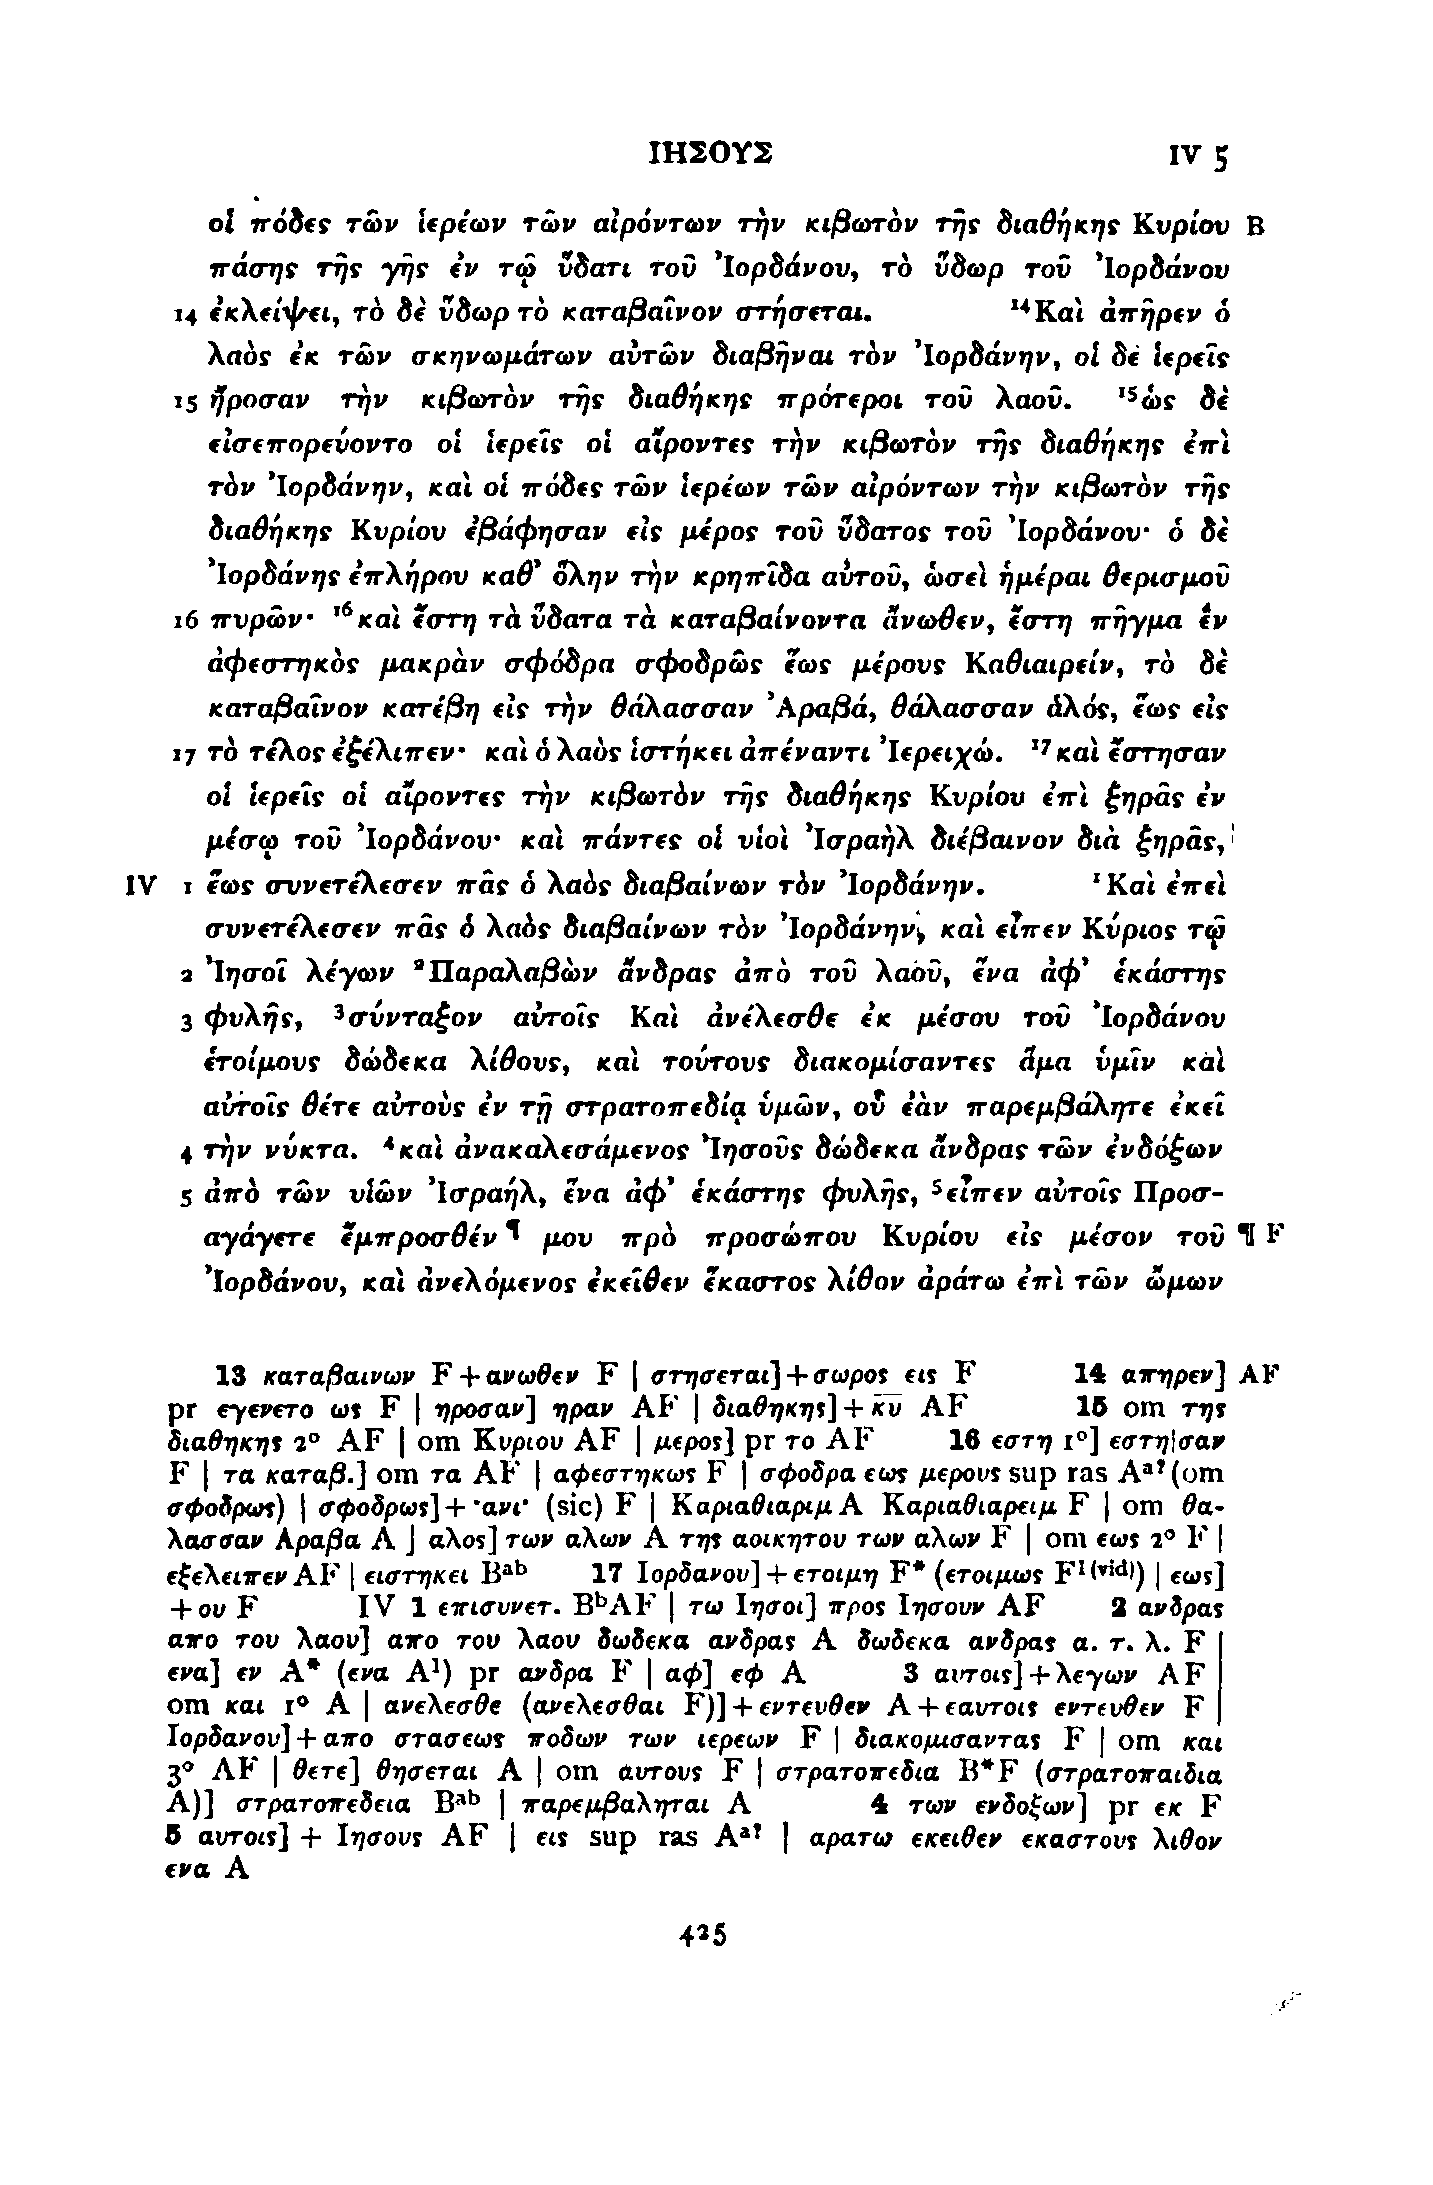 ΙΗΣΟΥΣ IV 5
οἱ πόδες τῶν ἱερέων τῶν αἰρόντων τὴν κιβωτὸν τῆς διαθήκης Κυρίου B
πάσης τῆς γῆς ἐν τῷ ὕδατι τοῦ Ἰορδάνου, τὸ ὕδωρ τοῦ Ἰορδάνου
14 ἐκλείψει, τὸ δὲ ὕδωρ τὸ καταβαῖνον στήσεται. ¹⁴Καὶ ἀπῆρεν ὁ
λαὸς ἐκ τῶν σκηνωμάτων αὐτῶν διαβῆναι τὸν Ἰορδάνην, οἱ δὲ ἱερεῖς
15 ἤροσαν τὴν κιβωτὸν τῆς διαθήκης πρότεροι τοῦ λαοῦ. ¹⁵ὡς δὲ
εἰσεπορεύοντο οἱ ἱερεῖς οἱ αἴροντες τὴν κιβωτὸν τῆς διαθήκης ἐπὶ
τὸν Ἰορδάνην, καὶ οἱ πόδες τῶν ἱερέων τῶν αἰρόντων τὴν κιβωτὸν τῆς
διαθήκης Κυρίου ἐβάφησαν εἰς μέρος τοῦ ὕδατος τοῦ Ἰορδάνου· ὁ δὲ
Ἰορδάνης ἐπλήρου καθ᾽ ὅλην τὴν κρηπῖδα αὐτοῦ, ὡσεὶ ἡμέραι θερισμοῦ
16 πυρῶν· ¹⁶καὶ ἔστη τὰ ὕδατα τὰ καταβαίνοντα ἄνωθεν, ἔστη πῆγμα ἓν
ἀφεστηκὸς μακρὰν σφόδρα σφοδρῶς ἕως μέρους Καθιαιρείν, τὸ δὲ
καταβαῖνον κατέβη εἰς τὴν θάλασσαν Ἀραβά, θάλασσαν ἁλός, ἕως εἰς
17 τὸ τέλος ἐξέλιπεν· καὶ ὁ λαὸς ἱστήκει ἀπέναντι Ἰερειχώ. ¹⁷καὶ ἔστησαν
οἱ ἱερεῖς οἱ αἴροντες τὴν κιβωτὸν τῆς διαθήκης Κυρίου ἐπὶ ξηρᾶς ἐν
μέσῳ τοῦ Ἰορδάνου· καὶ πάντες οἱ υἱοὶ Ἰσραὴλ διέβαινον διὰ ξηρᾶς,
IV 1 ἕως συνετέλεσεν πᾶς ὁ λαὸς διαβαίνων τὸν Ἰορδάνην. ¹Καὶ ἐπεὶ
συνετέλεσεν πᾶς ὁ λαὸς διαβαίνων τὸν Ἰορδάνην, καὶ εἶπεν Κύριος τῷ
2 Ἰησοῖ λέγων ²Παραλαβὼν ἄνδρας ἀπὸ τοῦ λαοῦ, ἕνα ἀφ᾽ ἑκάστης
3 φυλῆς, ³σύνταξον αὐτοῖς Καὶ ἀνέλεσθε ἐκ μέσου τοῦ Ἰορδάνου
ἑτοίμους δώδεκα λίθους, καὶ τούτους διακομίσαντες ἅμα ὑμῖν καὶ
αὐτοῖς θέτε αὐτοὺς ἐν τῇ στρατοπεδίᾳ ὑμῶν, οὗ ἐὰν παρεμβάλητε ἐκεῖ
4 τὴν νύκτα. ⁴καὶ ἀνακαλεσάμενος Ἰησοῦς δώδεκα ἄνδρας τῶν ἐνδόξων
5 ἀπὸ τῶν υἱῶν Ἰσραήλ, ἕνα ἀφ᾽ ἑκάστης φυλῆς, ⁵εἶπεν αὐτοῖς Προσ-
αγάγετε ἔμπροσθέν ¶ μου πρὸ προσώπου Κυρίου εἰς μέσον τοῦ ¶ F
Ἰορδάνου, καὶ ἀνελόμενος ἐκεῖθεν ἕκαστος λίθον ἀράτω ἐπὶ τῶν ὤμων
13 καταβαινων F + ανωθεν F | στησεται] + σωρος εις F 14 απηρεν] AF
pr εγενετο ως F | ηροσαν] ηραν AF | διαθηκης] + κ̅υ̅ AF 15 om της
διαθηκης 2° AF | om Κυριου AF | μερος] pr το AF 16 εστη 1°] εστη|σαν
F | τα καταβ.] om τα AF | αφεστηκως F | σφοδρα εως μερους sup ras Aᵃ? (om
σφοδρως) | σφοδρως] + ·ανι· (sic) F | Καριαθιαριμ A Καριαθιαρειμ F | om θα-
λασσαν Αραβα A | αλος] των αλων A της αοικητου των αλων F | om εως 2° F |
εξελειπεν AF | ειστηκει Bᵃᵇ 17 Ιορδανου] + ετοιμη F* (ετοιμως F¹⁽ᵛⁱᵈ⁾) | εως]
+ ου F IV 1 επισυνετ. BᵇAF | τω Ιησοι] προς Ιησουν AF 2 ανδρας
απο του λαου] απο του λαου δωδεκα ανδρας A δωδεκα ανδρας α. τ. λ. F |
ενα] εν A* (ενα A¹) pr ανδρα F | αφ] εφ A 3 αυτοις] + λεγων AF |
om και 1° A | ανελεσθε (ανελεσθαι F)] + εντευθεν A + εαυτοις εντευθεν F |
Ιορδανου] + απο στασεως ποδων των ιερεων F | διακομισαντας F | om και
3° AF | θετε] θησεται A | om αυτους F | στρατοπεδια B*F (στρατοπαιδια
A)] στρατοπεδεια Bᵃᵇ | παρεμβαληται A 4 των ενδοξων] pr εκ F
5 αυτοις] + Ιησους AF | εις sup ras Aᵃ? | αρατω εκειθεν εκαστους λιθον
ενα A
425